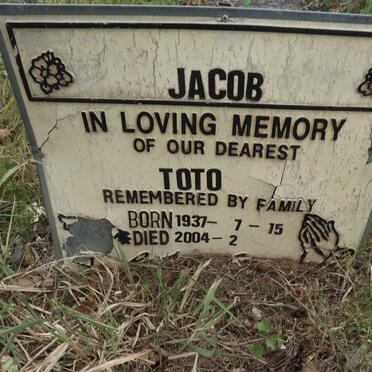 JACOB
IN LOVING MEMORY
OF OUR DEAREST
TOTO
REMEMBERED BY FAMILY
BORN 1937- 7 - 15
DIED 2004- 2